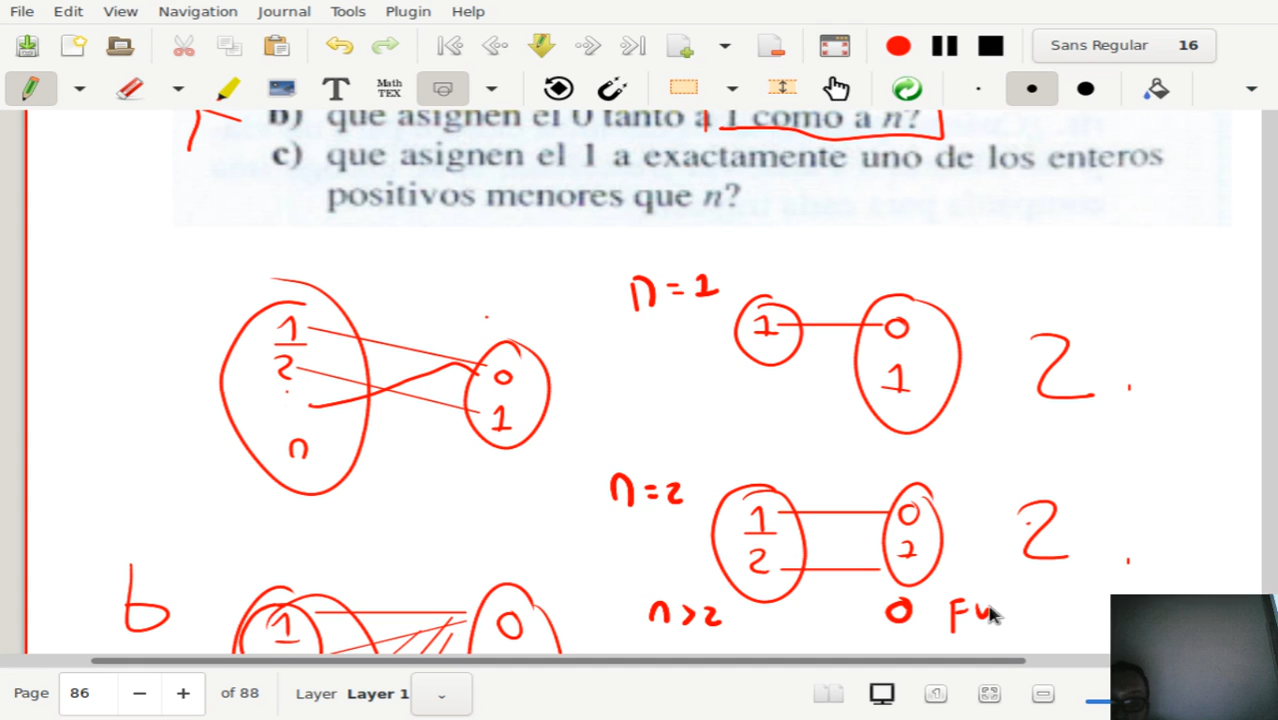 File Edit View Navigation Journal Tools Plugin Help
Sans Regular 16
T Math TEX
b) que asignen el 0 tanto a 1 como a n?
c) que asignen el 1 a exactamente uno de los enteros
positivos menores que n?
n = 1
1 0
2 1
n
0
1
1 0
1
2
n = 2
1 0
2
2
n > 2 0 Fu
b
1 0
Page 86 of 88 Layer Layer 1